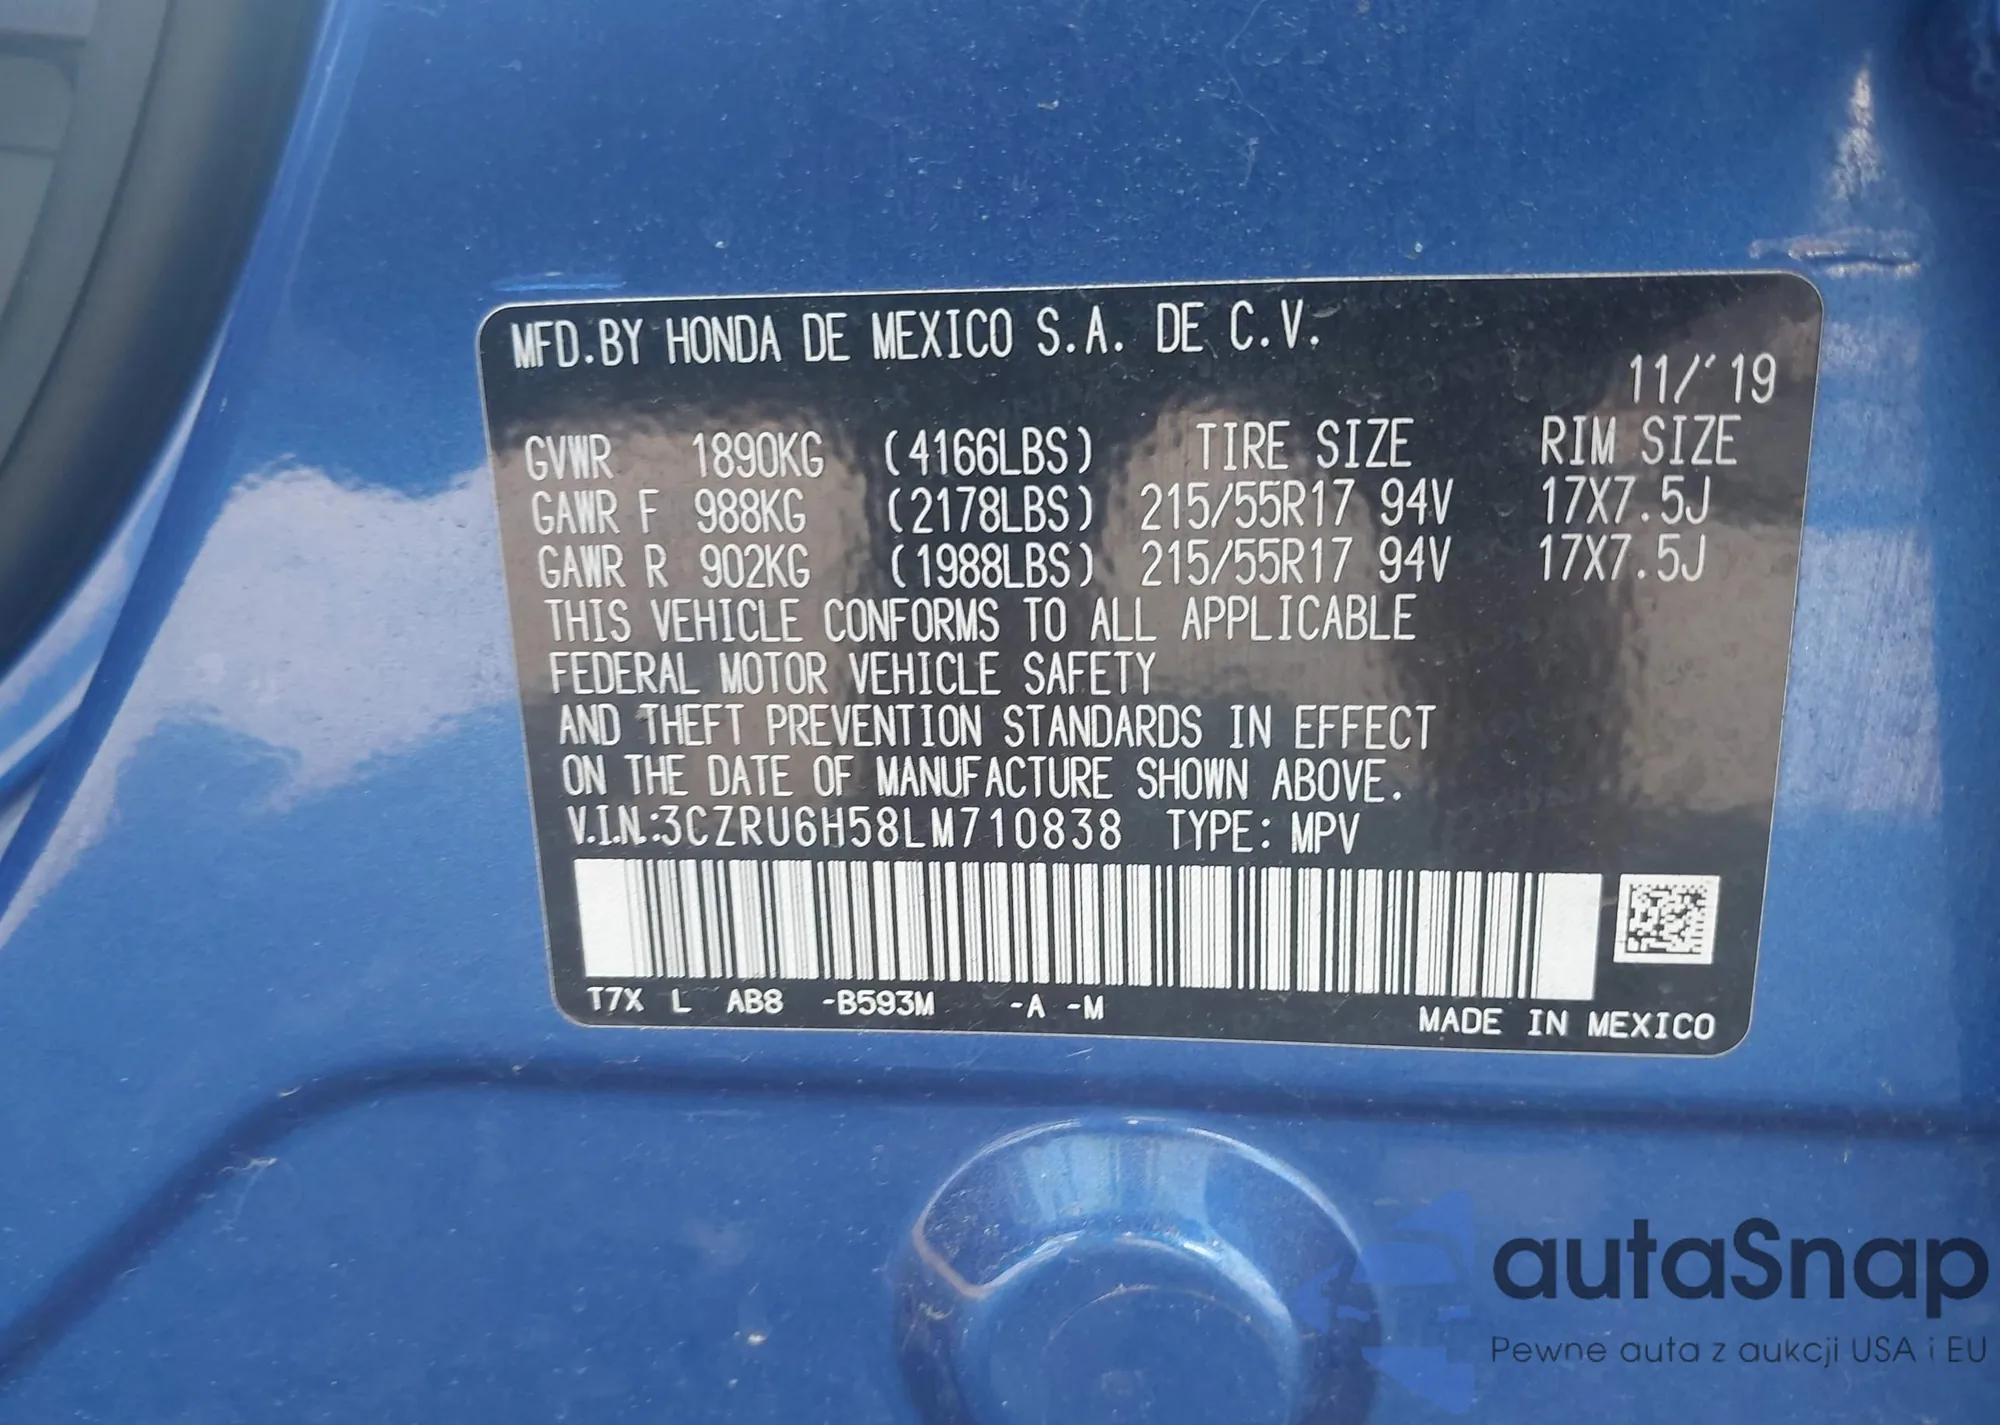 MFD.BY HONDA DE MEXICO S.A. DE C.V.
11/'19
GVWR 1890KG (4166LBS) TIRE SIZE RIM SIZE
GAWR F 988KG (2178LBS) 215/55R17 94V 17X7.5J
GAWR R 902KG (1988LBS) 215/55R17 94V 17X7.5J
THIS VEHICLE CONFORMS TO ALL APPLICABLE
FEDERAL MOTOR VEHICLE SAFETY
AND THEFT PREVENTION STANDARDS IN EFFECT
ON THE DATE OF MANUFACTURE SHOWN ABOVE.
V.I.N.:3CZRU6H58LM710838 TYPE: MPV
T7X L AB8 -B593M -A -M
MADE IN MEXICO
autaSnap
Pewne auta z aukcji USA i EU